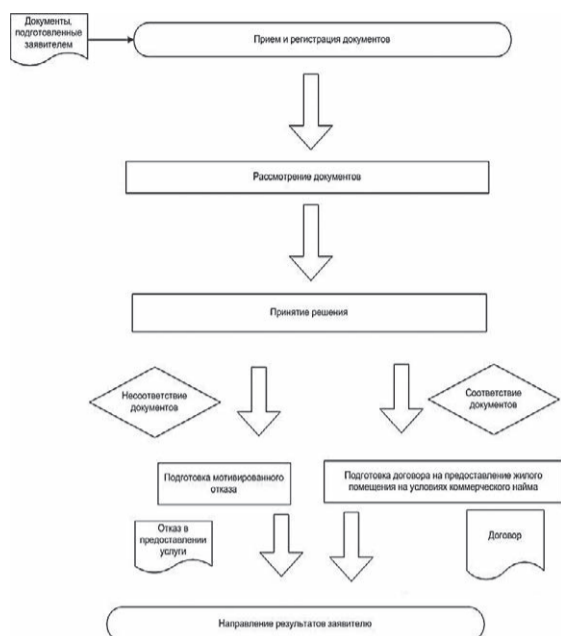 Документы,
подготовленные
заявителем
Прием и регистрация документов
Рассмотрение документов
Принятие решения
Несоответствие
документов
Соответствие
документов
Подготовка мотивированного
отказа
Подготовка договора на предоставление жилого
помещения на условиях коммерческого найма
Отказ в
предоставлении
услуги
Договор
Направление результатов заявителю